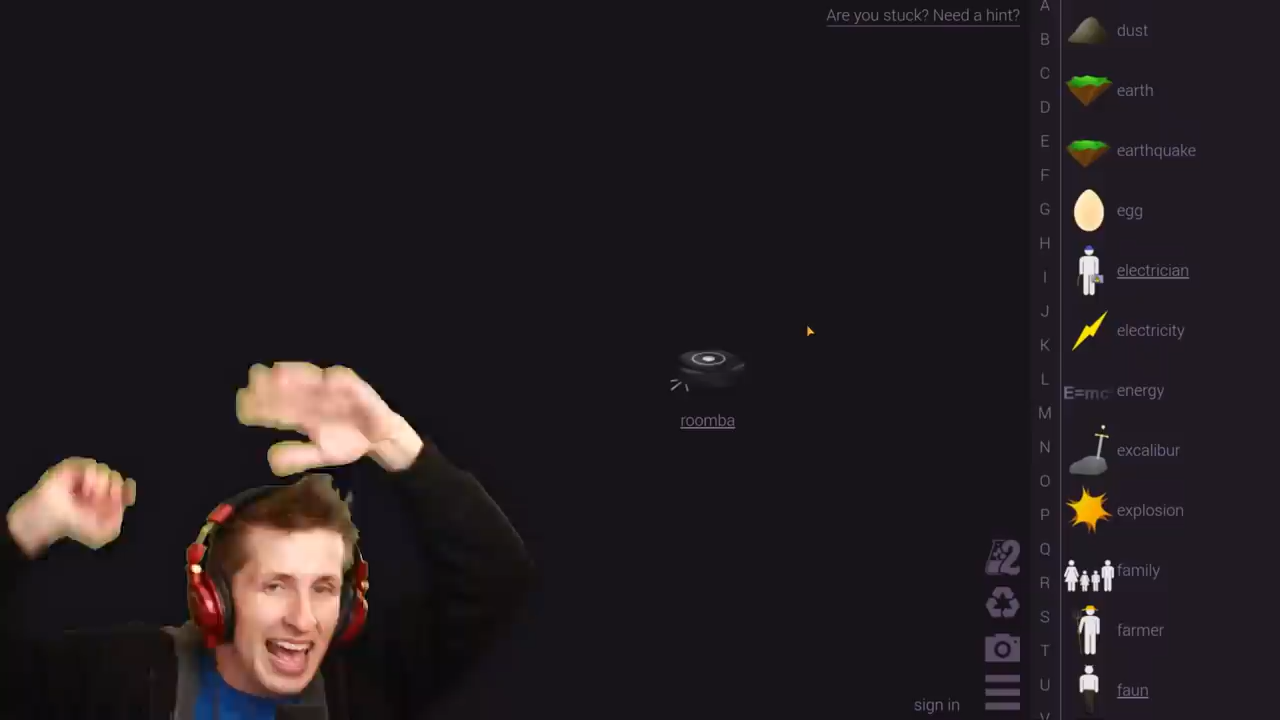 Are you stuck? Need a hint?
A
B
C
D
E
F
G
H
I
J
K
L
M
N
O
P
Q
R
S
T
U
V
dust
earth
earthquake
egg
electrician
electricity
E=mc
energy
excalibur
explosion
family
farmer
faun
roomba
2
sign in